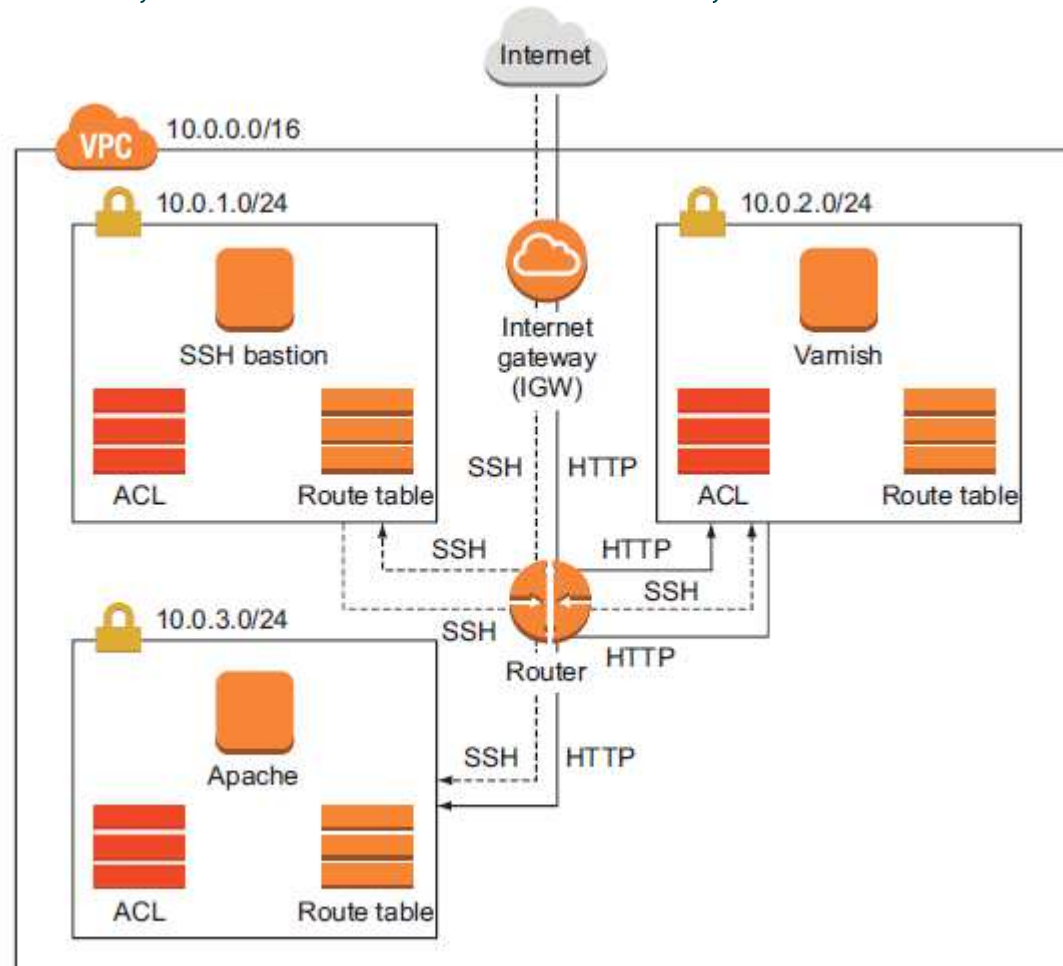 Internet
VPC
10.0.0.0/16
10.0.1.0/24
SSH bastion
ACL
Route table
Internet
gateway
(IGW)
SSH
HTTP
10.0.2.0/24
Varnish
ACL
Route table
SSH
HTTP
SSH
SSH
HTTP
Router
10.0.3.0/24
Apache
ACL
Route table
SSH
HTTP